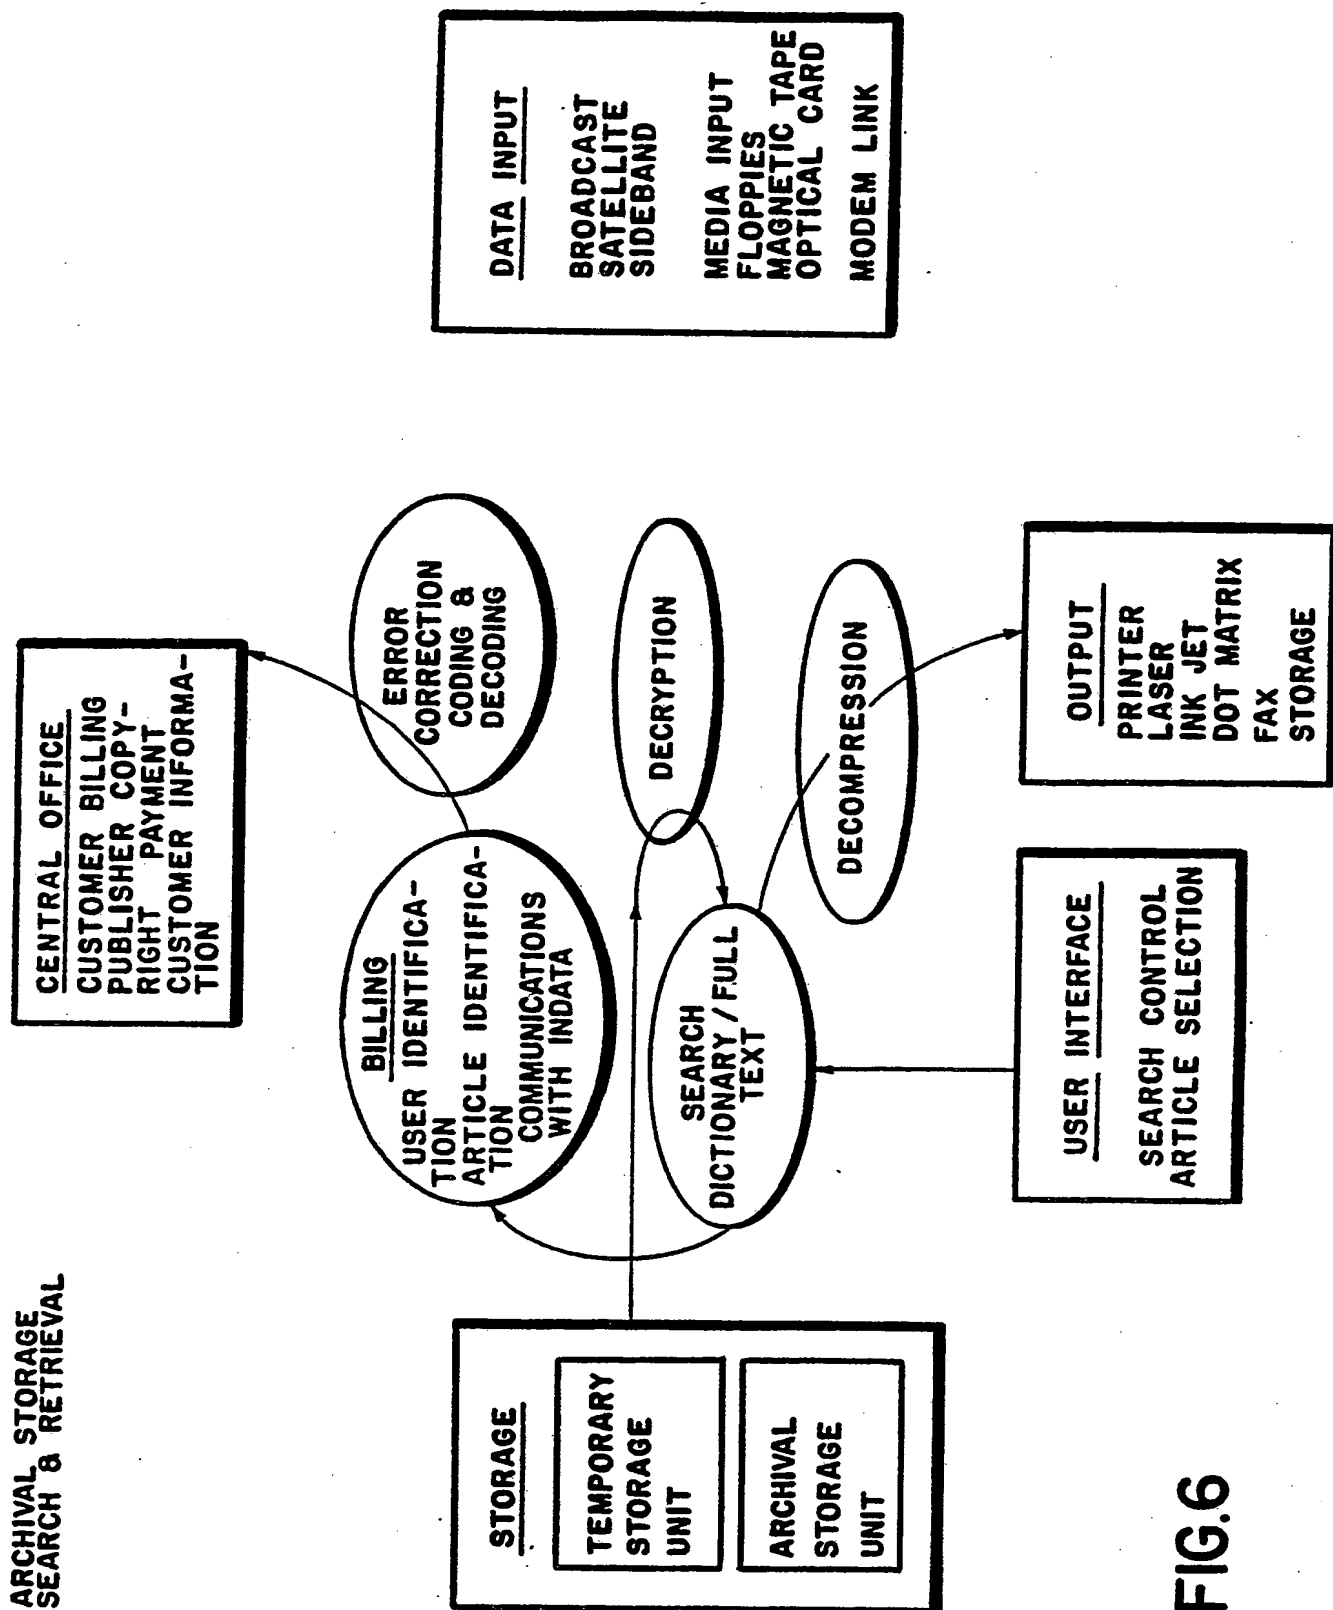 ARCHIVAL STORAGE
SEARCH & RETRIEVAL
CENTRAL OFFICE
CUSTOMER BILLING
PUBLISHER COPY-
RIGHT PAYMENT
CUSTOMER INFORMA-
TION
BILLING
USER IDENTIFICA-
TION
ARTICLE IDENTIFICA-
TION
COMMUNICATIONS
WITH INDATA
ERROR
CORRECTION
CODING &
DECODING
DATA INPUT
BROADCAST
SATELLITE
SIDEBAND
MEDIA INPUT
FLOPPIES
MAGNETIC TAPE
OPTICAL CARD
MODEM LINK
STORAGE
TEMPORARY
STORAGE
UNIT
ARCHIVAL
STORAGE
UNIT
SEARCH
DICTIONARY/FULL
TEXT
DECRYPTION
DECOMPRESSION
USER INTERFACE
SEARCH CONTROL
ARTICLE SELECTION
OUTPUT
PRINTER
LASER
INK JET
DOT MATRIX
FAX
STORAGE
FIG.6